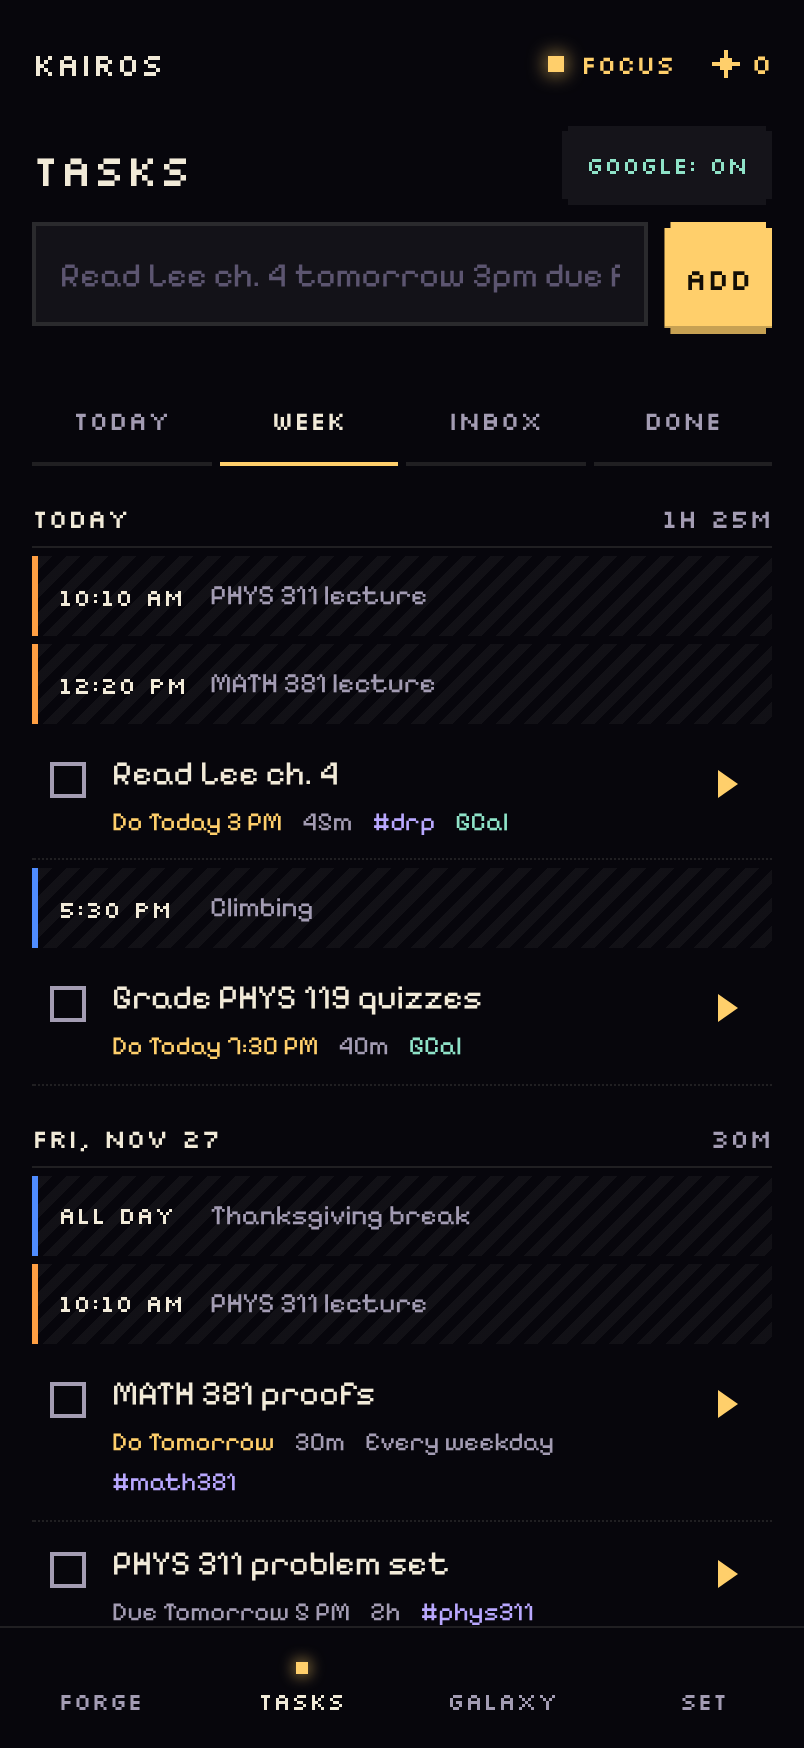 KAIROS
FOCUS 0
TASKS
GOOGLE: ON
Read Lee ch. 4 tomorrow 3pm due f
ADD
TODAY WEEK INBOX DONE
TODAY 1H 25M
10:10 AM PHYS 311 lecture
12:20 PM MATH 381 lecture
Read Lee ch. 4
Do Today 3 PM 45m #drp GCal
5:30 PM Climbing
Grade PHYS 119 quizzes
Do Today 7:30 PM 40m GCal
FRI, NOV 27 30M
ALL DAY Thanksgiving break
10:10 AM PHYS 311 lecture
MATH 381 proofs
Do Tomorrow 30m Every weekday
#math381
PHYS 311 problem set
Due Tomorrow 5 PM 2h #phys311
FORGE TASKS GALAXY SET